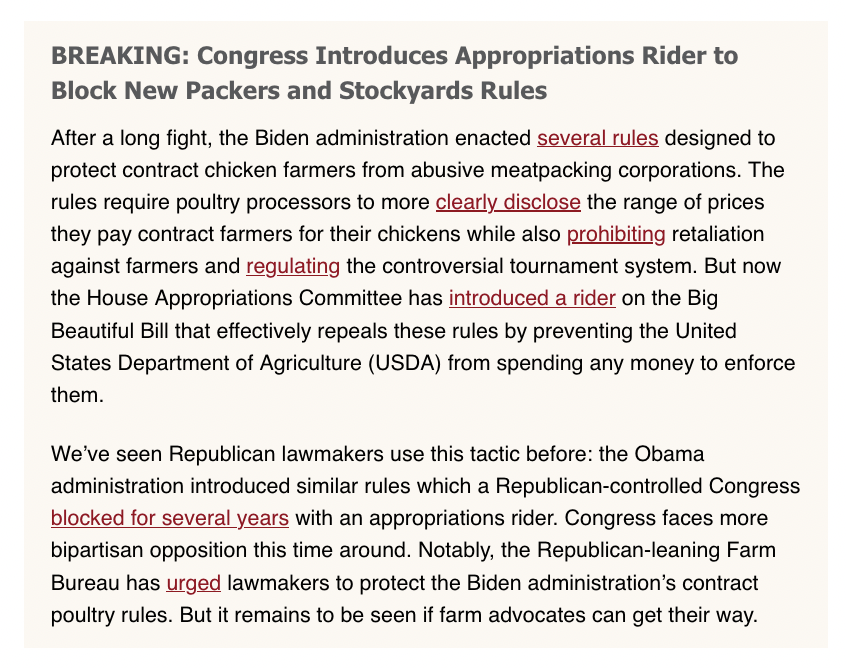 BREAKING: Congress Introduces Appropriations Rider to
Block New Packers and Stockyards Rules
After a long fight, the Biden administration enacted several rules designed to
protect contract chicken farmers from abusive meatpacking corporations. The
rules require poultry processors to more clearly disclose the range of prices
they pay contract farmers for their chickens while also prohibiting retaliation
against farmers and regulating the controversial tournament system. But now
the House Appropriations Committee has introduced a rider on the Big
Beautiful Bill that effectively repeals these rules by preventing the United
States Department of Agriculture (USDA) from spending any money to enforce
them.
We’ve seen Republican lawmakers use this tactic before: the Obama
administration introduced similar rules which a Republican-controlled Congress
blocked for several years with an appropriations rider. Congress faces more
bipartisan opposition this time around. Notably, the Republican-leaning Farm
Bureau has urged lawmakers to protect the Biden administration’s contract
poultry rules. But it remains to be seen if farm advocates can get their way.